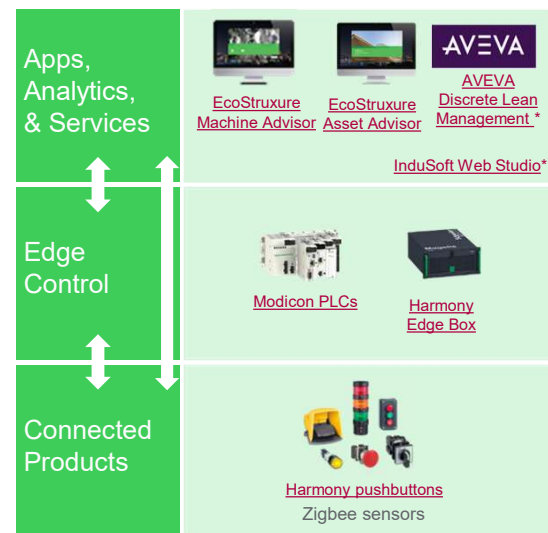 Apps,
Analytics,
& Services
AVEVA
EcoStruxure
Machine Advisor
EcoStruxure
Asset Advisor
AVEVA
Discrete Lean
Management *
InduSoft Web Studio*
Edge
Control
Modicon PLCs
Harmony
Edge Box
Connected
Products
Harmony pushbuttons
Zigbee sensors